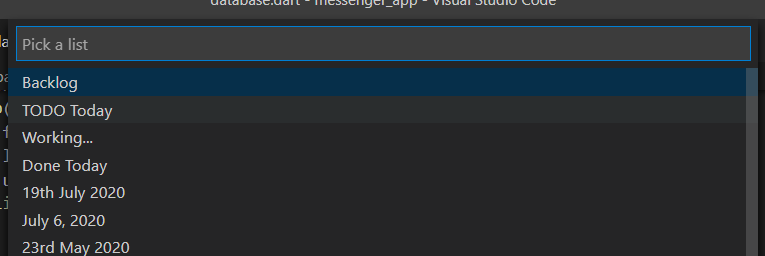 database.dart - messenger_app - Visual Studio Code
Pick a list
Backlog
TODO Today
Working...
Done Today
19th July 2020
July 6, 2020
23rd May 2020